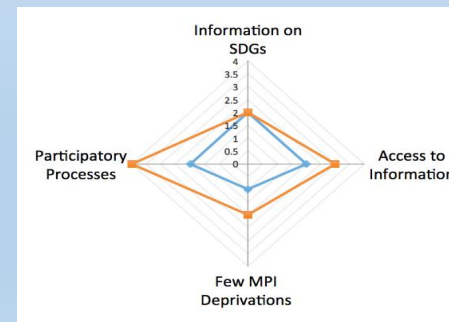 Information on
SDGs
4
3.5
3
2.5
2
1.5
1
0.5
0
Participatory
Processes
Access to
Information
Few MPI
Deprivations